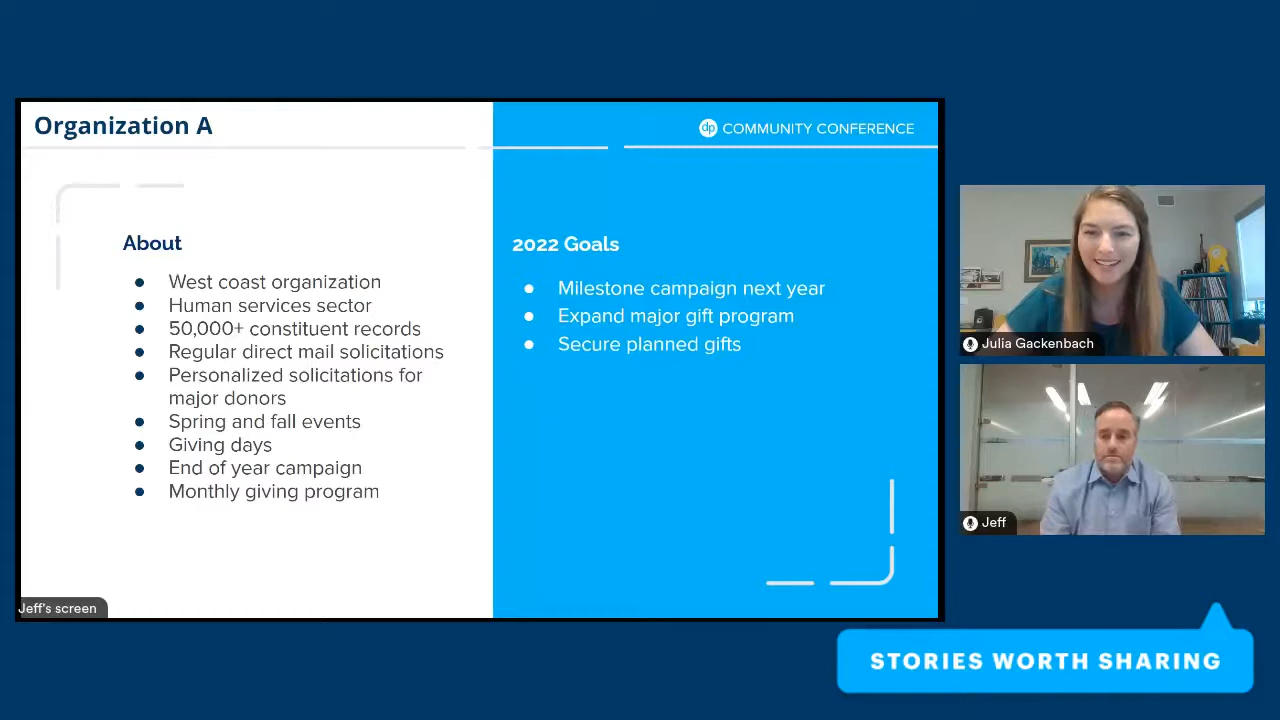 Organization A
dp COMMUNITY CONFERENCE
About
● West coast organization
● Human services sector
● 50,000+ constituent records
● Regular direct mail solicitations
● Personalized solicitations for
major donors
● Spring and fall events
● Giving days
● End of year campaign
● Monthly giving program
2022 Goals
● Milestone campaign next year
● Expand major gift program
● Secure planned gifts
Jeff's screen
Julia Gackenbach
Jeff
STORIES WORTH SHARING